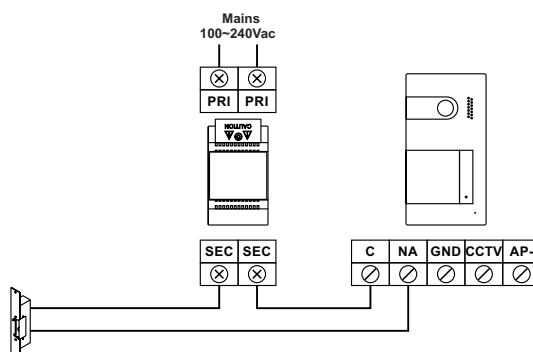 Mains
100~240Vac
PRI PRI
CAUTION
SEC SEC
C NA GND CCTV AP-